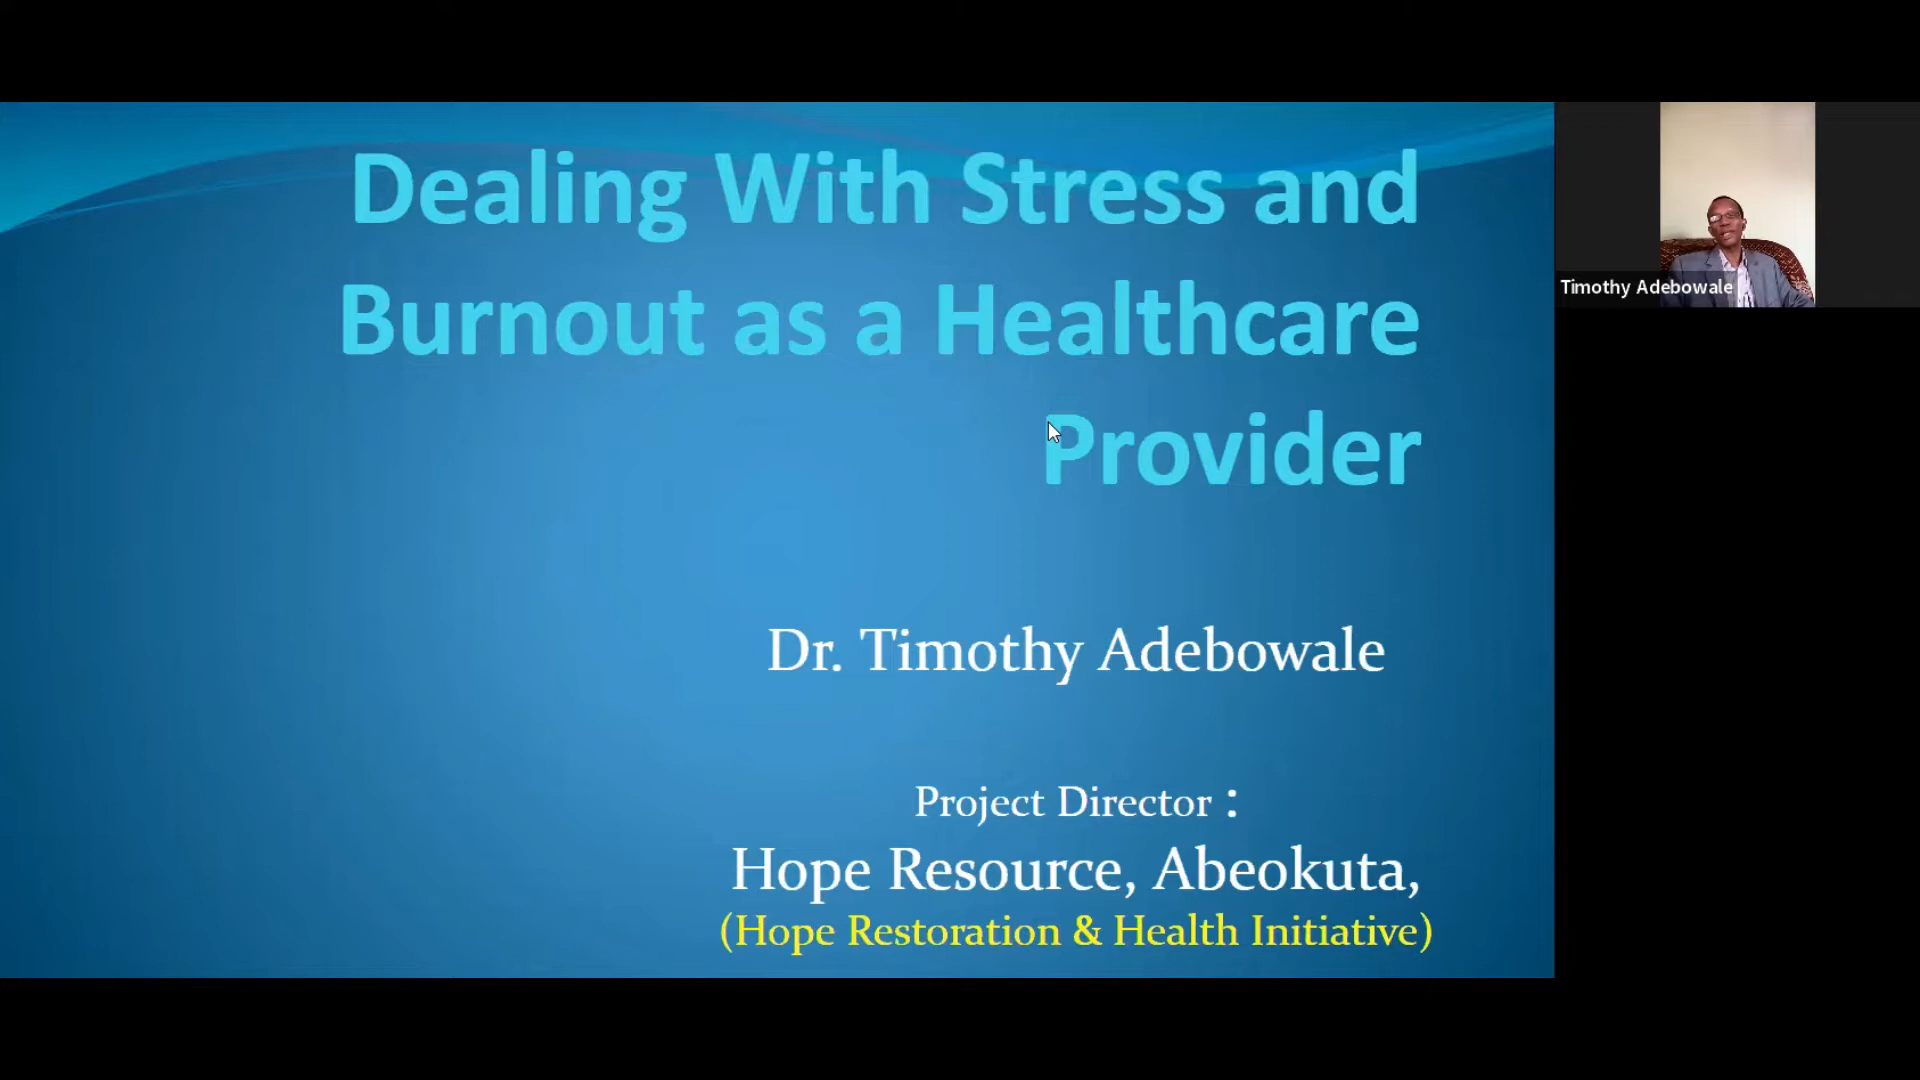 Dealing With Stress and
Burnout as a Healthcare
Provider
Dr. Timothy Adebowale
Project Director :
Hope Resource, Abeokuta,
(Hope Restoration & Health Initiative)
Timothy Adebowale